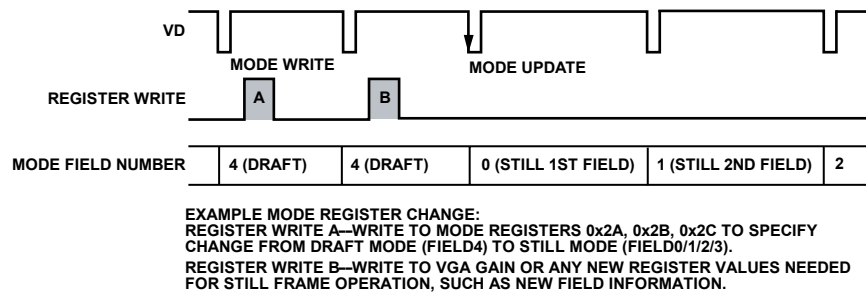 VD
MODE WRITE
MODE UPDATE
REGISTER WRITE
A
B
MODE FIELD NUMBER
4 (DRAFT)
4 (DRAFT)
0 (STILL 1ST FIELD)
1 (STILL 2ND FIELD)
2
EXAMPLE MODE REGISTER CHANGE:
REGISTER WRITE A—WRITE TO MODE REGISTERS 0x2A, 0x2B, 0x2C TO SPECIFY
CHANGE FROM DRAFT MODE (FIELD4) TO STILL MODE (FIELD0/1/2/3).
REGISTER WRITE B—WRITE TO VGA GAIN OR ANY NEW REGISTER VALUES NEEDED
FOR STILL FRAME OPERATION, SUCH AS NEW FIELD INFORMATION.